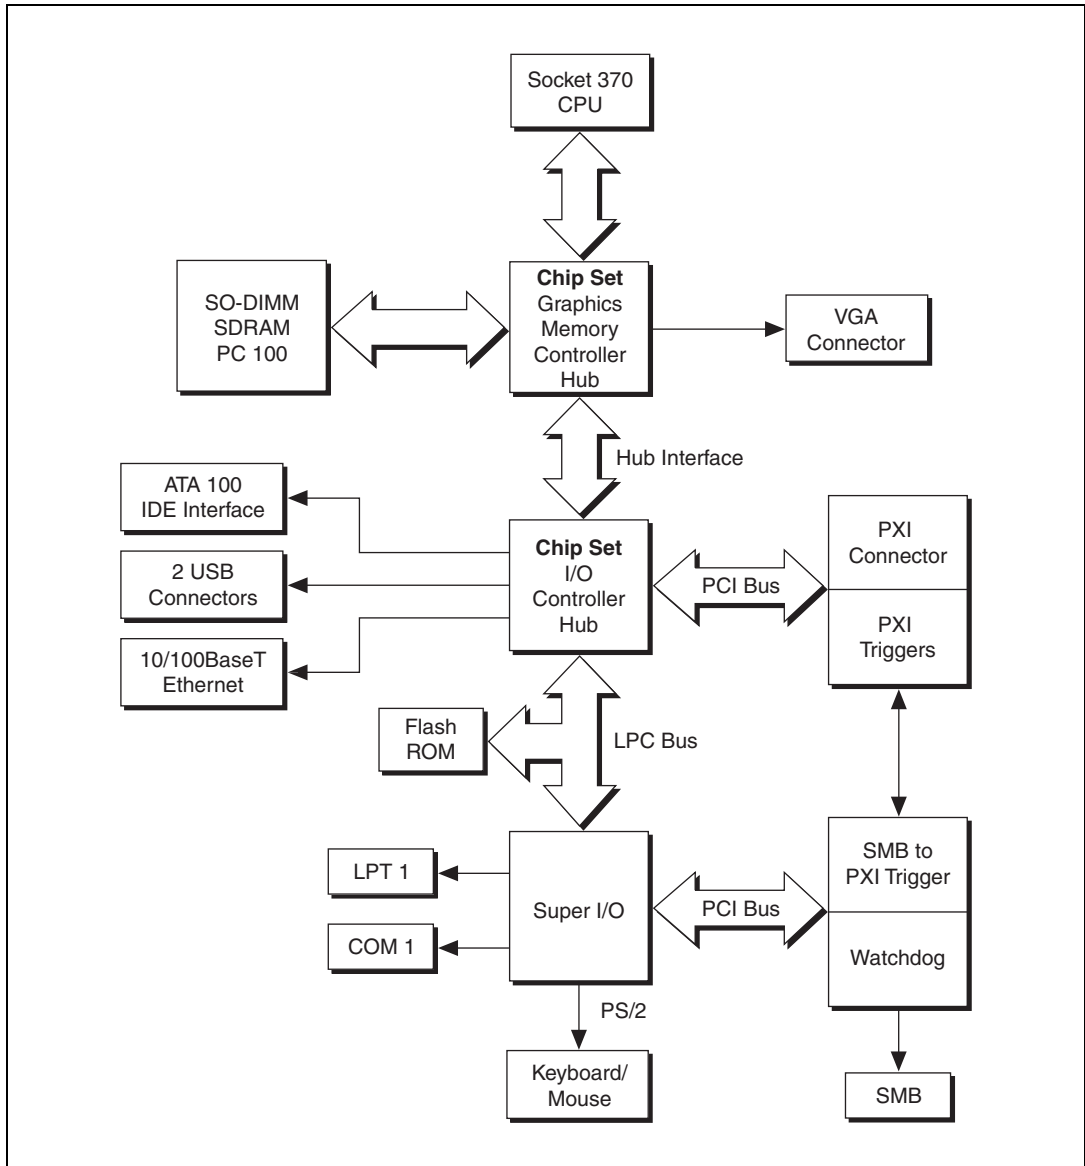 Socket 370
CPU
SO-DIMM
SDRAM
PC 100
Chip Set
Graphics
Memory
Controller
Hub
VGA
Connector
Hub Interface
ATA 100
IDE Interface
2 USB
Connectors
10/100BaseT
Ethernet
Chip Set
I/O
Controller
Hub
PCI Bus
PXI
Connector
PXI
Triggers
Flash
ROM
LPC Bus
LPT 1
COM 1
Super I/O
PCI Bus
SMB to
PXI Trigger
Watchdog
PS/2
Keyboard/
Mouse
SMB